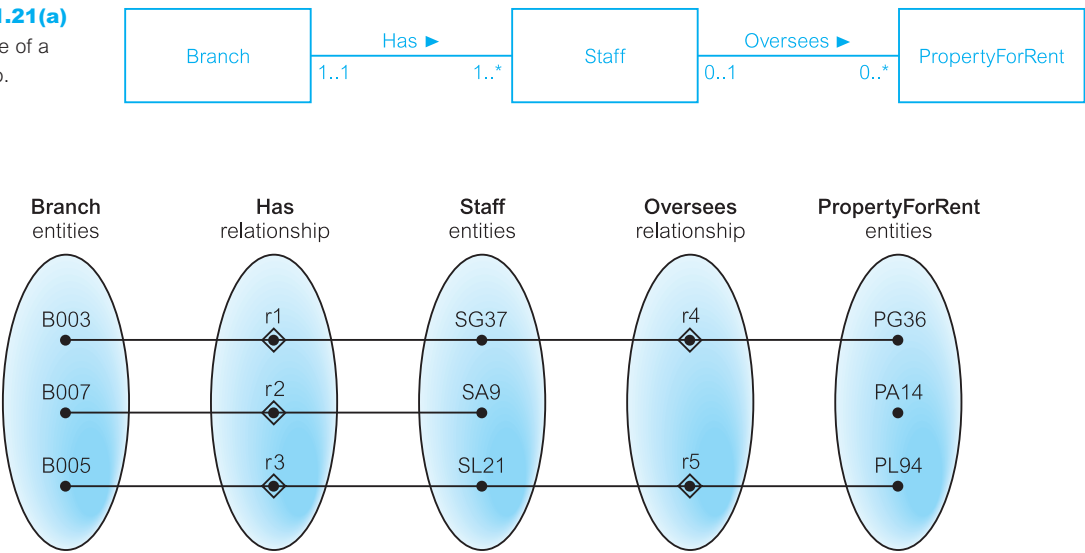 1.21(a)
e of a
o.
Branch
Has ►
1..1
1..*
Staff
Oversees ►
0..1
0..*
PropertyForRent
Branch
entities
Has
relationship
Staff
entities
Oversees
relationship
PropertyForRent
entities
B003
r1
SG37
r4
PG36
B007
r2
SA9
PA14
B005
r3
SL21
r5
PL94